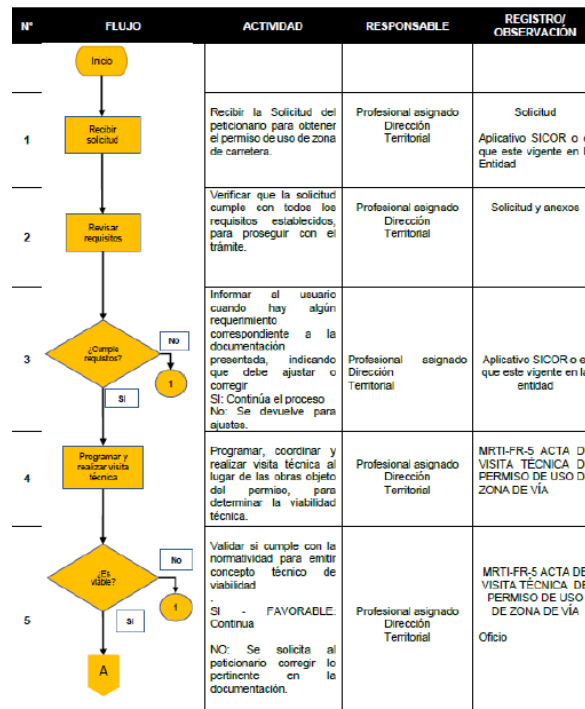 N°
FLUJO
ACTIVIDAD
RESPONSABLE
REGISTRO/
OBSERVACIÓN
Inicio
1
Recibir
solicitud
Recibir la Solicitud del
peticionario para obtener
el permiso de uso de zona
de carretera.
Profesional asignado
Dirección
Territorial
Solicitud
Aplicativo SICOR o e
que este vigente en l
Entidad
2
Revisar
requisitos
Verificar que la solicitud
cumple con todos los
requisitos establecidos,
para proseguir con el
trámite.
Profesional asignado
Dirección
Territorial
Solicitud y anexos
3
¿Cumple
requisitos?
No
1
Si
Informar al usuario
cuando hay algún
requerimiento
correspondiente a la
documentación
presentada, indicando
que debe ajustar o
corregir
SI: Continúa el proceso
No: Se devuelve para
ajustes.
Profesional asignado
Dirección
Territorial
Aplicativo SICOR o e
que este vigente en la
entidad
4
Programar y
realizar visita
técnica
Programar, coordinar y
realizar visita técnica al
lugar de las obras objeto
del permiso, para
determinar la viabilidad
técnica.
Profesional asignado
Dirección
Territorial
MRTI-FR-5 ACTA D
VISITA TÉCNICA D
PERMISO DE USO D
ZONA DE VÍA
5
¿Es
viable?
No
1
Si
A
Validar si cumple con la
normatividad para emitir
concepto técnico de
viabilidad
.
SI - FAVORABLE:
Continua
NO: Se solicita al
peticionario corregir lo
pertinente en la
documentación.
Profesional asignado
Dirección
Territorial
MRTI-FR-5 ACTA DE
VISITA TÉCNICA DE
PERMISO DE USO
DE ZONA DE VÍA
Oficio